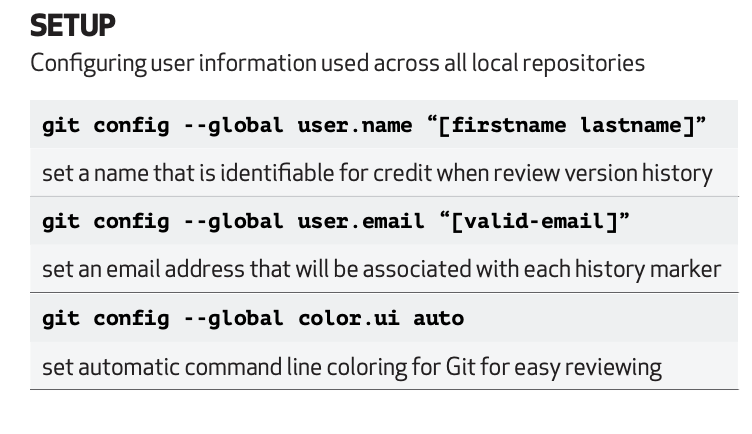 SETUP
Configuring user information used across all local repositories
git config --global user.name “[firstname lastname]”
set a name that is identifiable for credit when review version history
git config --global user.email “[valid-email]”
set an email address that will be associated with each history marker
git config --global color.ui auto
set automatic command line coloring for Git for easy reviewing